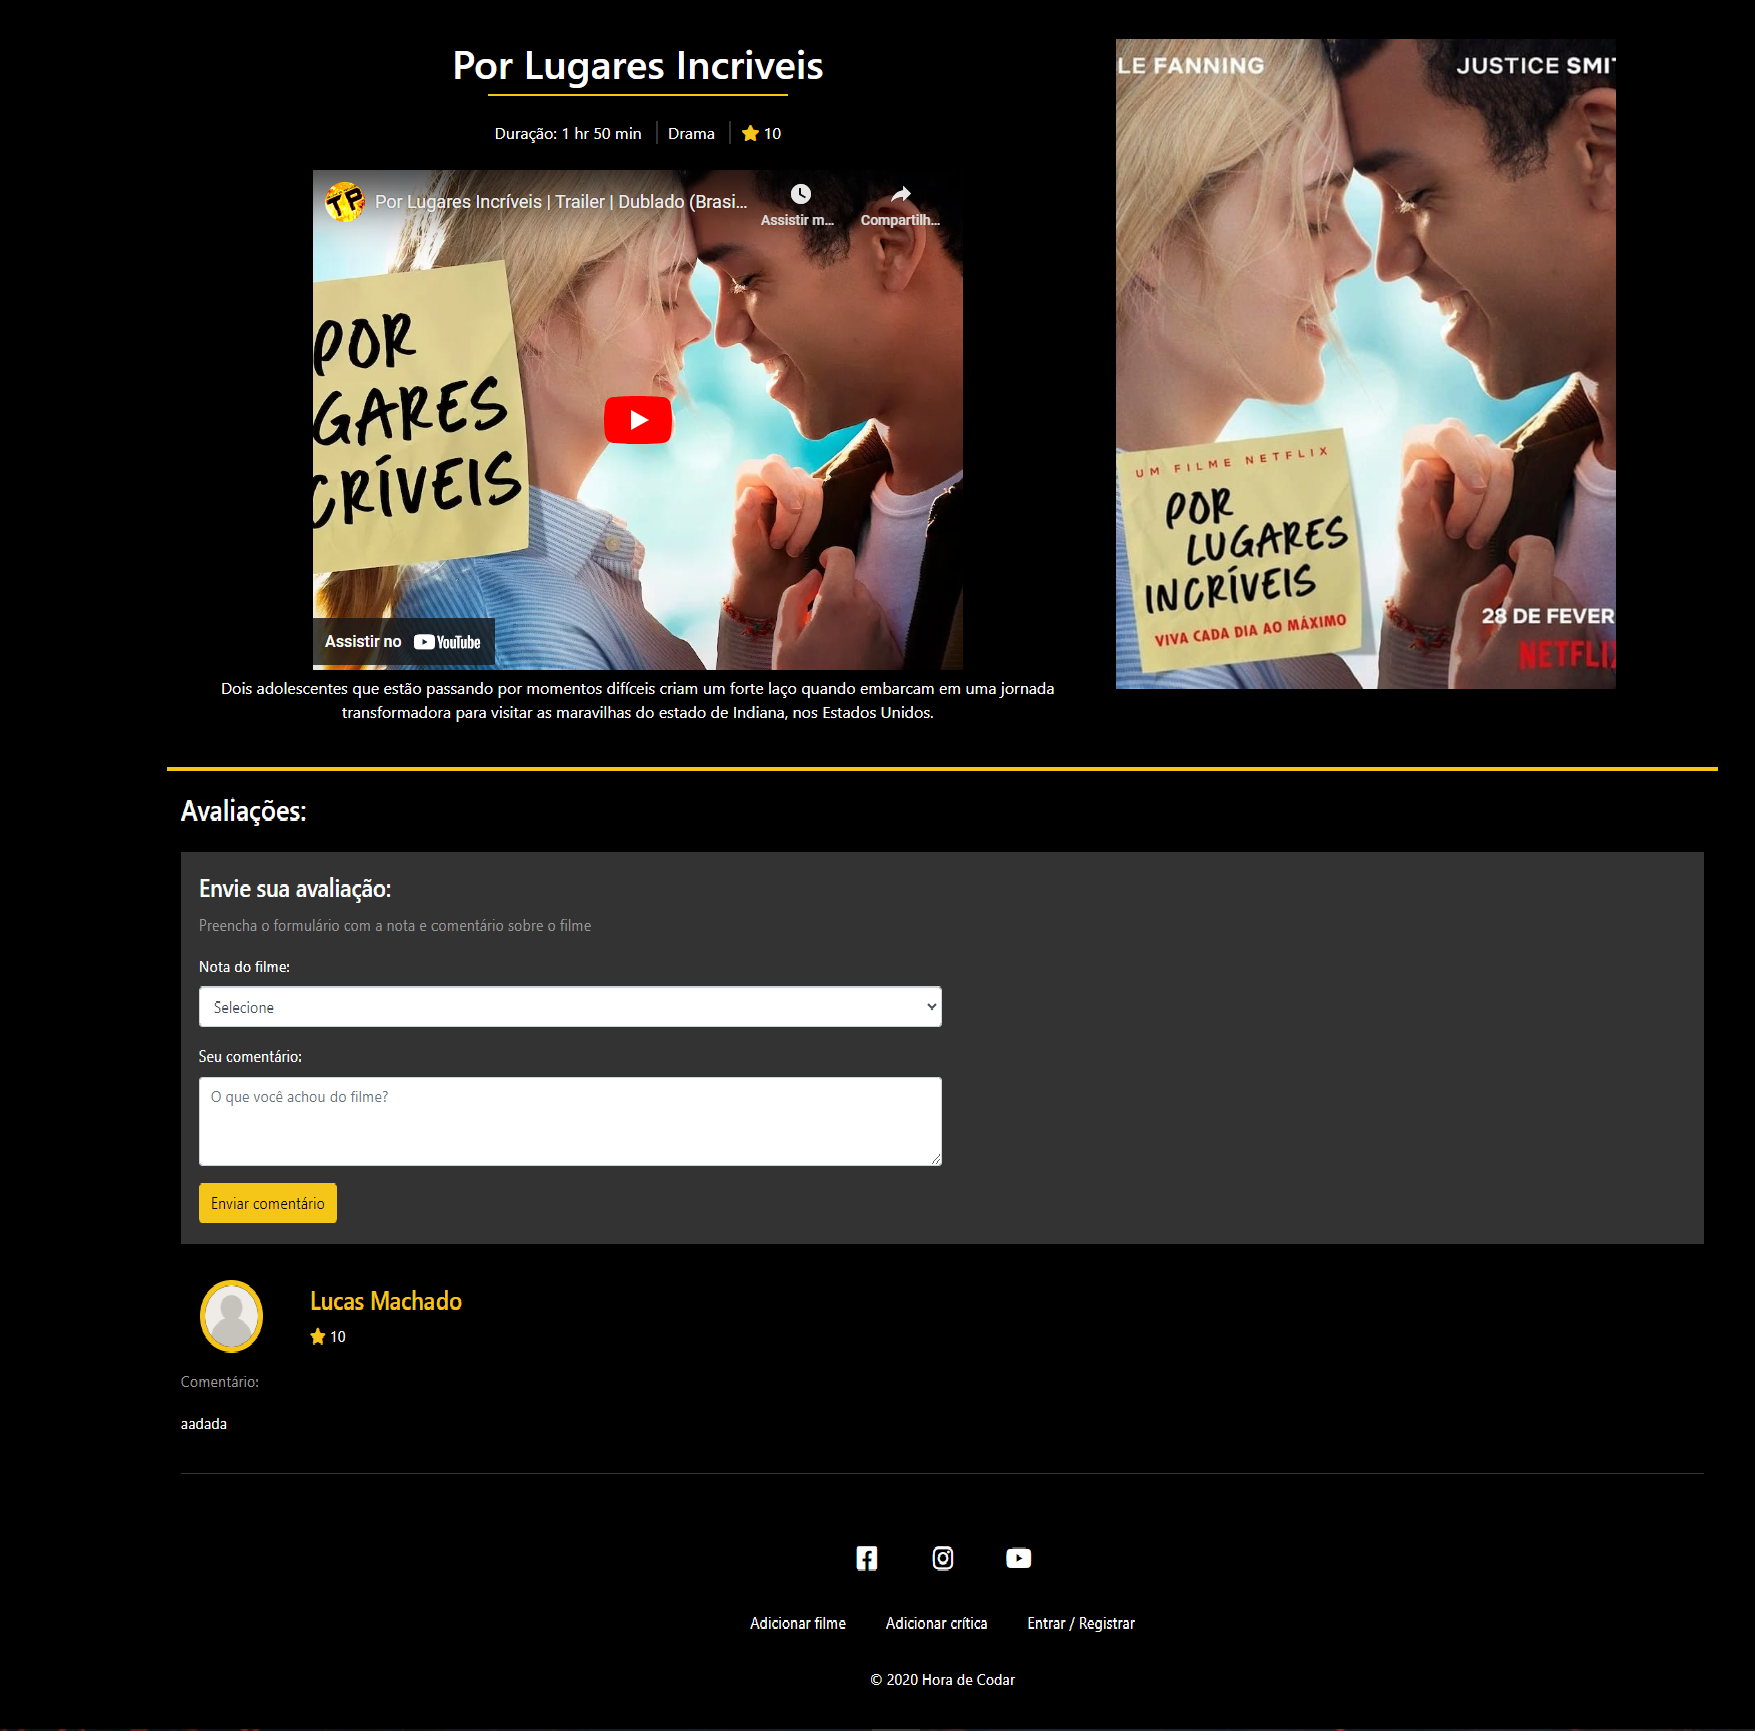 Por Lugares Incriveis
Duração: 1 hr 50 min
Drama
10
TP
Por Lugares Incríveis | Trailer | Dublado (Brasi...
Assistir m...
Compartilh...
POR
GARES
CRÍVEIS
Assistir no YouTube
Dois adolescentes que estão passando por momentos difíceis criam um forte laço quando embarcam em uma jornada
transformadora para visitar as maravilhas do estado de Indiana, nos Estados Unidos.
LE FANNING
JUSTICE SMIT
UM FILME NETFLIX
POR
LUGARES
INCRÍVEIS
VIVA CADA DIA AO MÁXIMO
28 DE FEVER
NETFLI
Avaliações:
Envie sua avaliação:
Preencha o formulário com a nota e comentário sobre o filme
Nota do filme:
Selecione
Seu comentário:
O que você achou do filme?
Enviar comentário
Lucas Machado
10
Comentário:
aadada
Adicionar filme
Adicionar crítica
Entrar / Registrar
© 2020 Hora de Codar